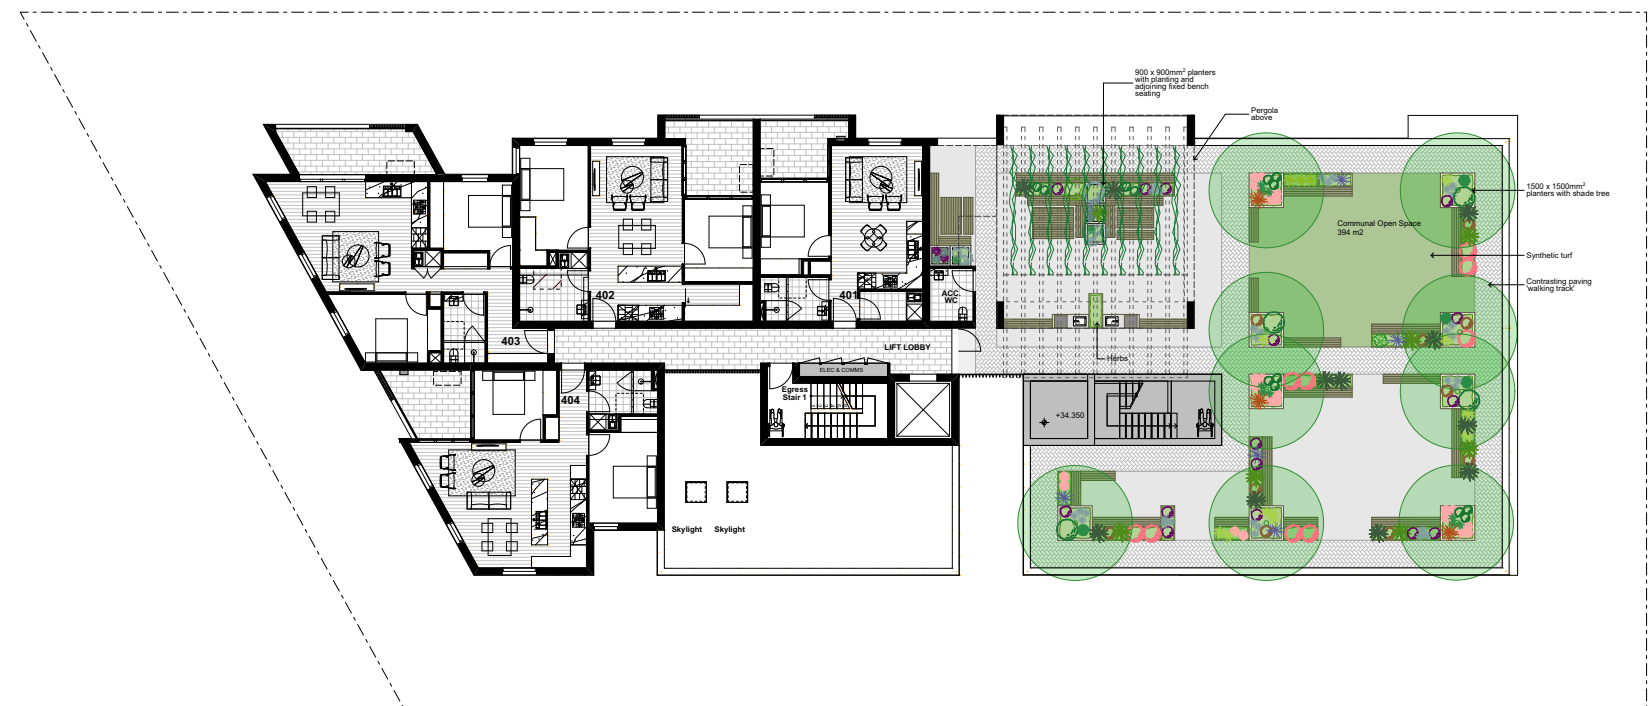 900 x 900mm² planters
with planting and
adjoining fixed bench
seating
Pergola
above
1500 x 1500mm²
planters with shade tree
Communal Open Space
394 m2
Synthetic turf
Contrasting paving
'walking track'
402
401
ACC
WC
403
LIFT LOBBY
Herbs
ELEC & COMMS
404
Egress
Stair 1
+34.350
Skylight
Skylight